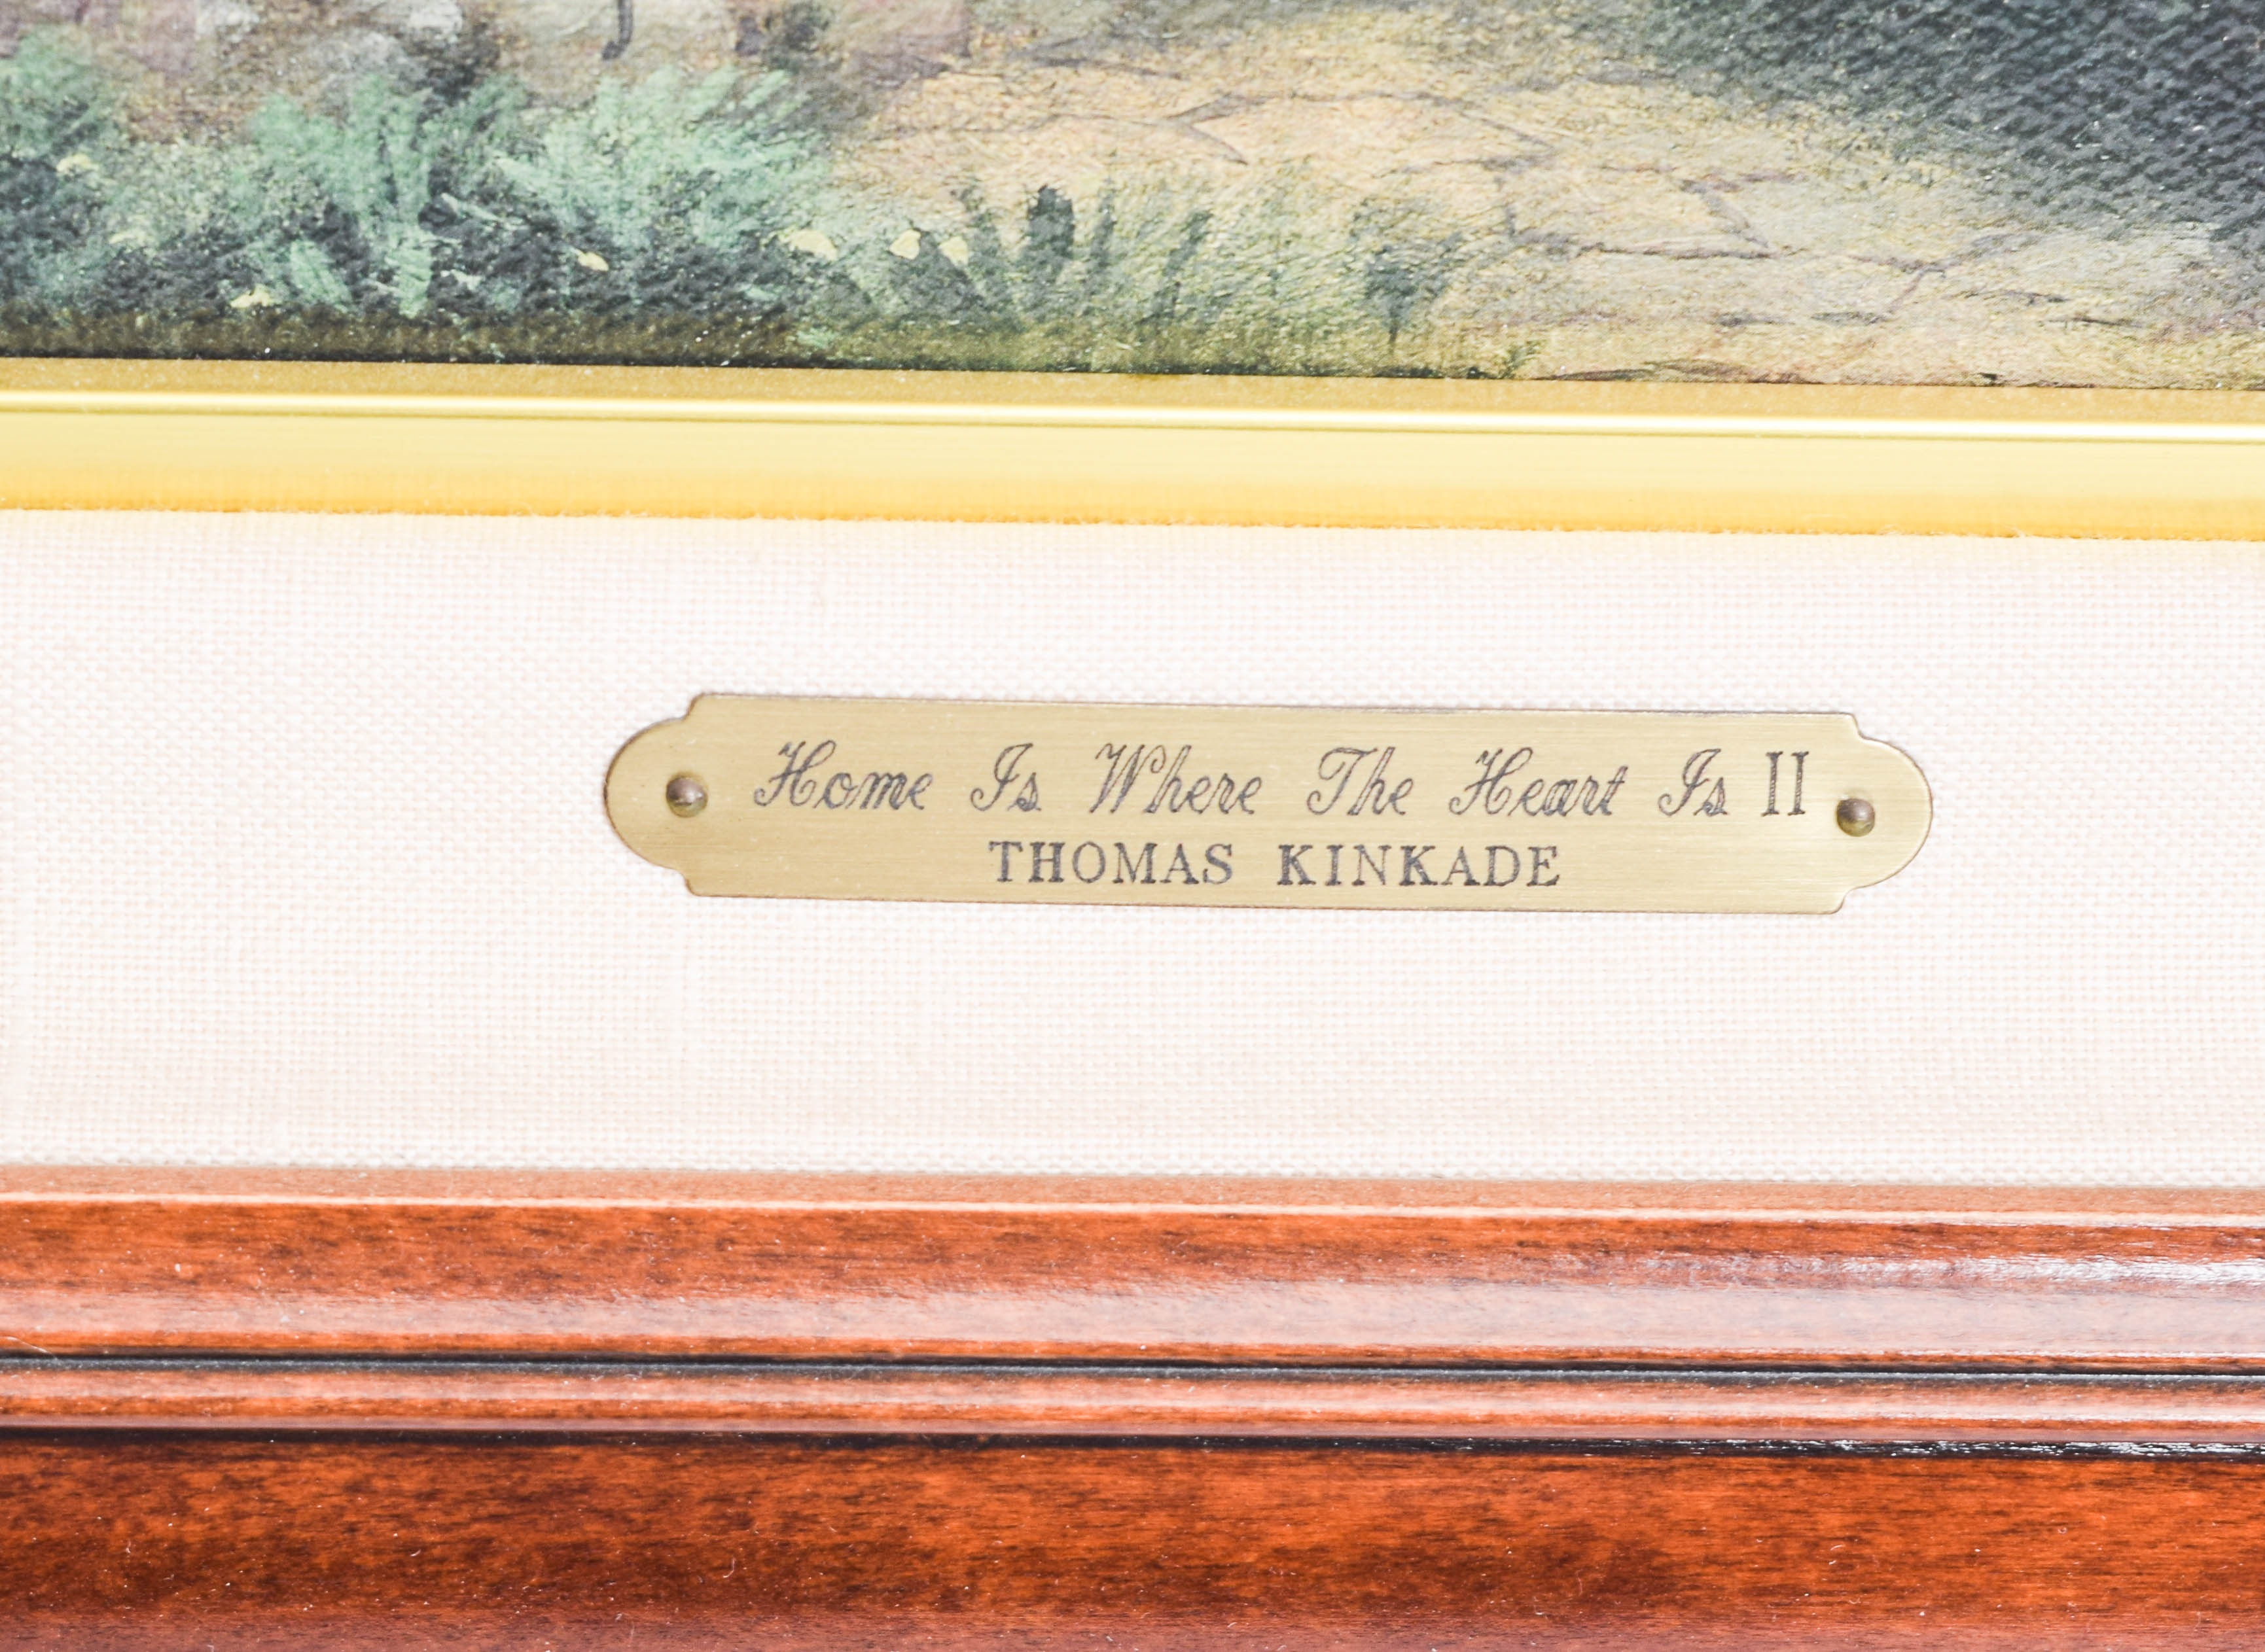 Home Is Where The Heart Is II
THOMAS KINKADE